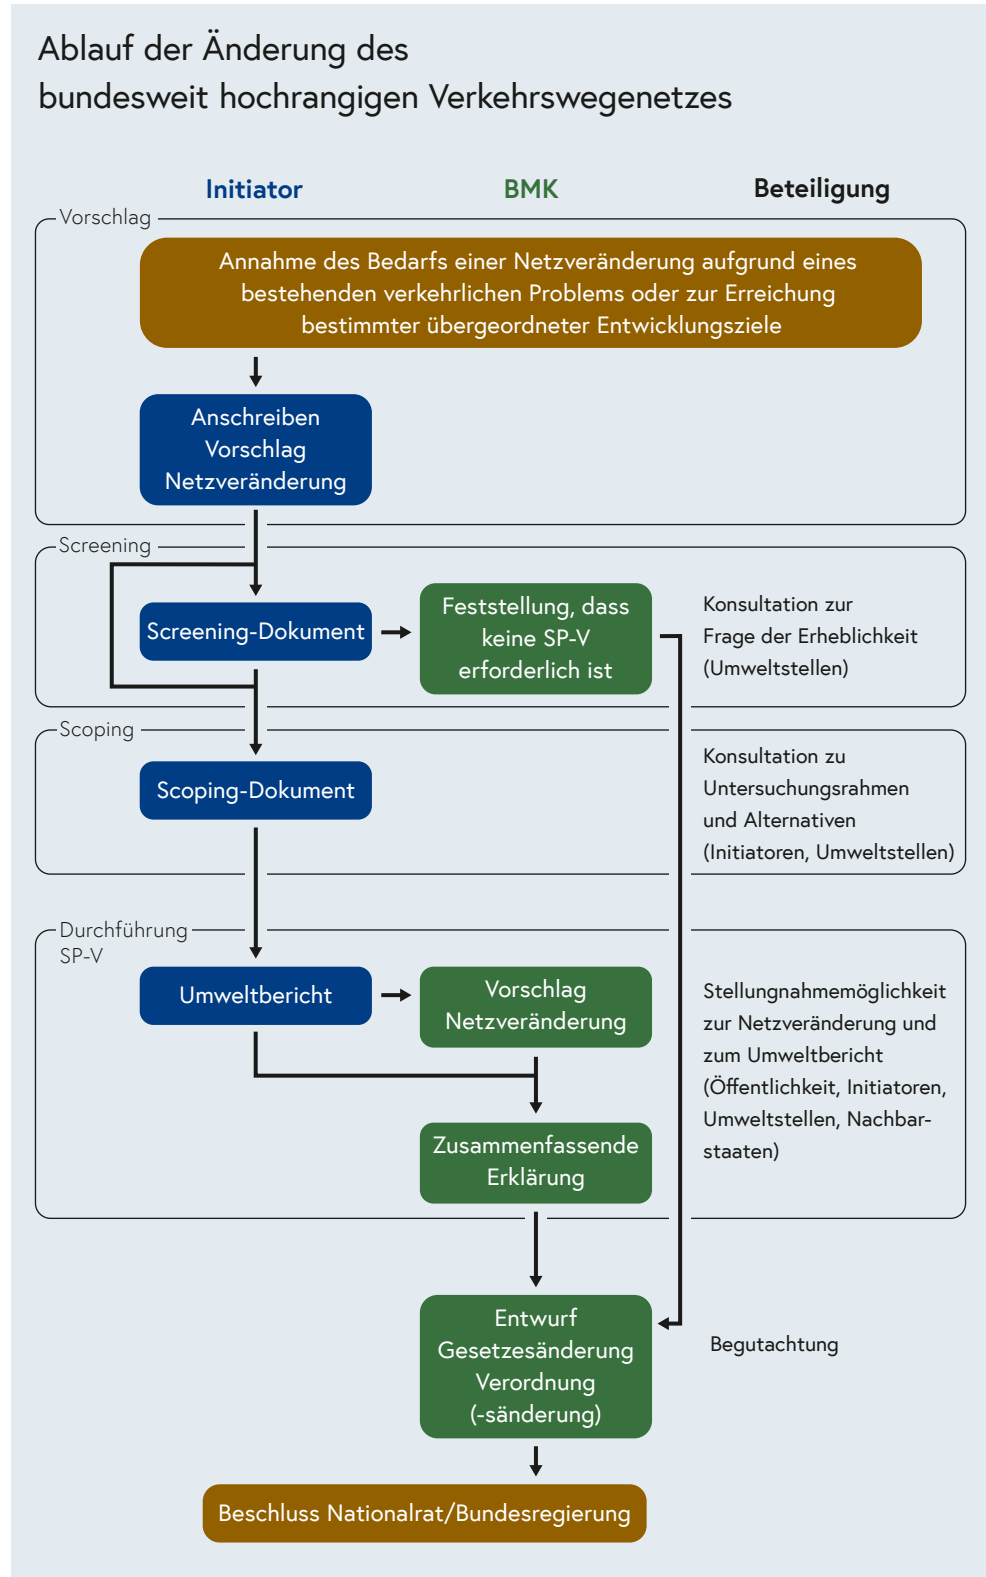 Ablauf der Änderung des
bundesweit hochrangigen Verkehrswegenetzes
Initiator
BMK
Beteiligung
Vorschlag
Annahme des Bedarfs einer Netzveränderung aufgrund eines
bestehenden verkehrlichen Problems oder zur Erreichung
bestimmter übergeordneter Entwicklungsziele
Anschreiben
Vorschlag
Netzveränderung
Screening
Screening-Dokument
Feststellung, dass
keine SP-V
erforderlich ist
Konsultation zur
Frage der Erheblichkeit
(Umweltstellen)
Scoping
Scoping-Dokument
Konsultation zu
Untersuchungsrahmen
und Alternativen
(Initiatoren, Umweltstellen)
Durchführung
SP-V
Umweltbericht
Vorschlag
Netzveränderung
Stellungnahmemöglichkeit
zur Netzveränderung und
zum Umweltbericht
(Öffentlichkeit, Initiatoren,
Umweltstellen, Nachbar-
staaten)
Zusammenfassende
Erklärung
Entwurf
Gesetzesänderung
Verordnung
(-sänderung)
Begutachtung
Beschluss Nationalrat/Bundesregierung